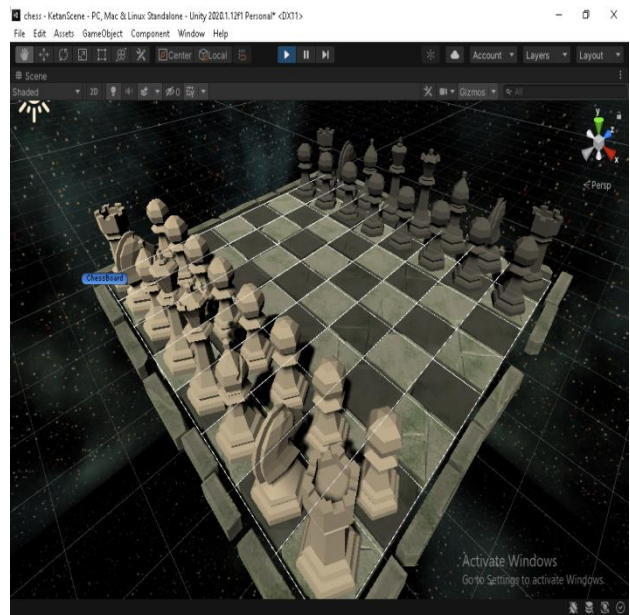 chess - KetanScene - PC, Mac & Linux Standalone - Unity 2020.1.12f1 Personal* <DX11>
File Edit Assets GameObject Component Window Help
Center Local Account Layers Layout
Scene
Shaded 2D 0 Gizmos All
y
x
Persp
ChessBoard
Activate Windows
Go to Settings to activate Windows.